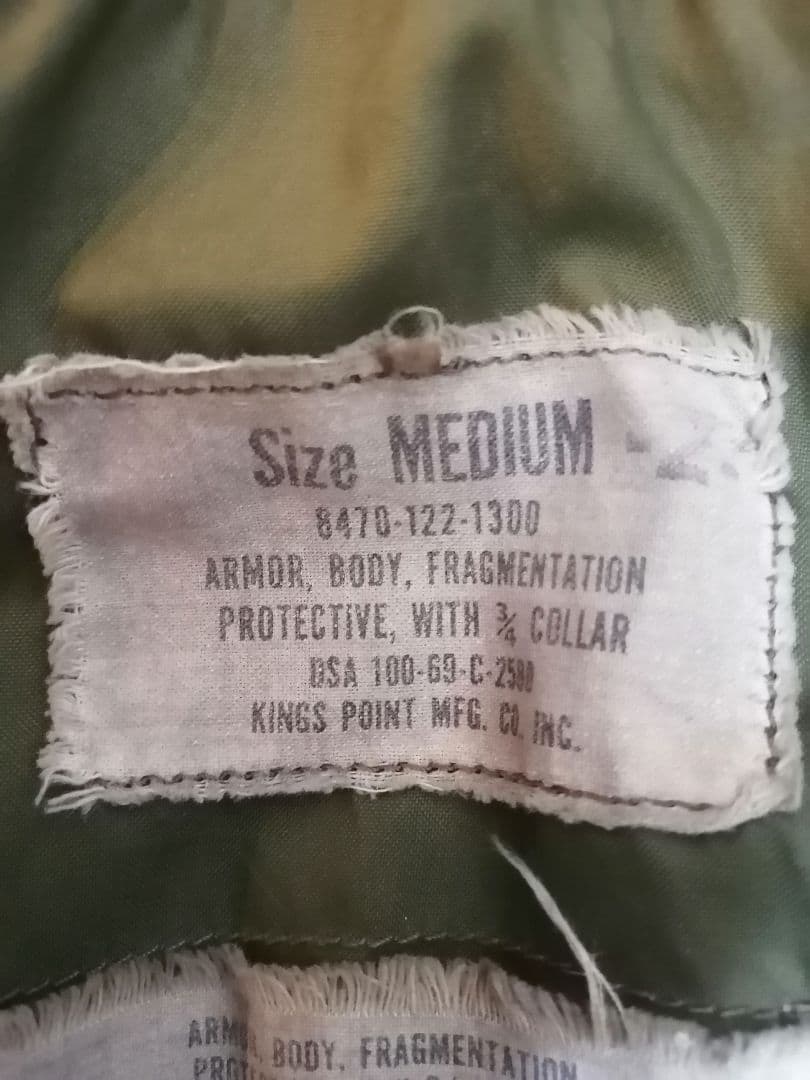 Size MEDIUM
8470-122-1300
ARMOR, BODY, FRAGMENTATION
PROTECTIVE, WITH ¾ COLLAR
DSA 100-69-C-
KINGS POINT MFG. CO. INC.
BODY, FRAGMENTATION